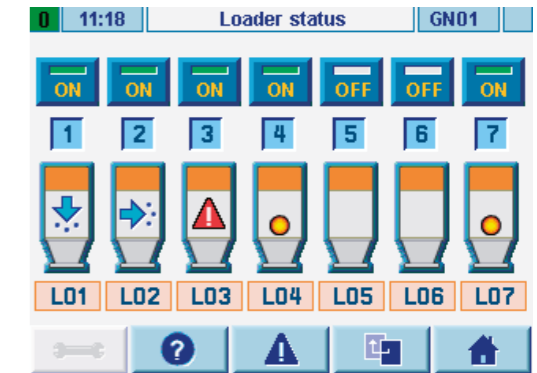 0 11:18 Loader status GN01
ON ON ON ON OFF OFF ON
1 2 3 4 5 6 7
L01 L02 L03 L04 L05 L06 L07
?